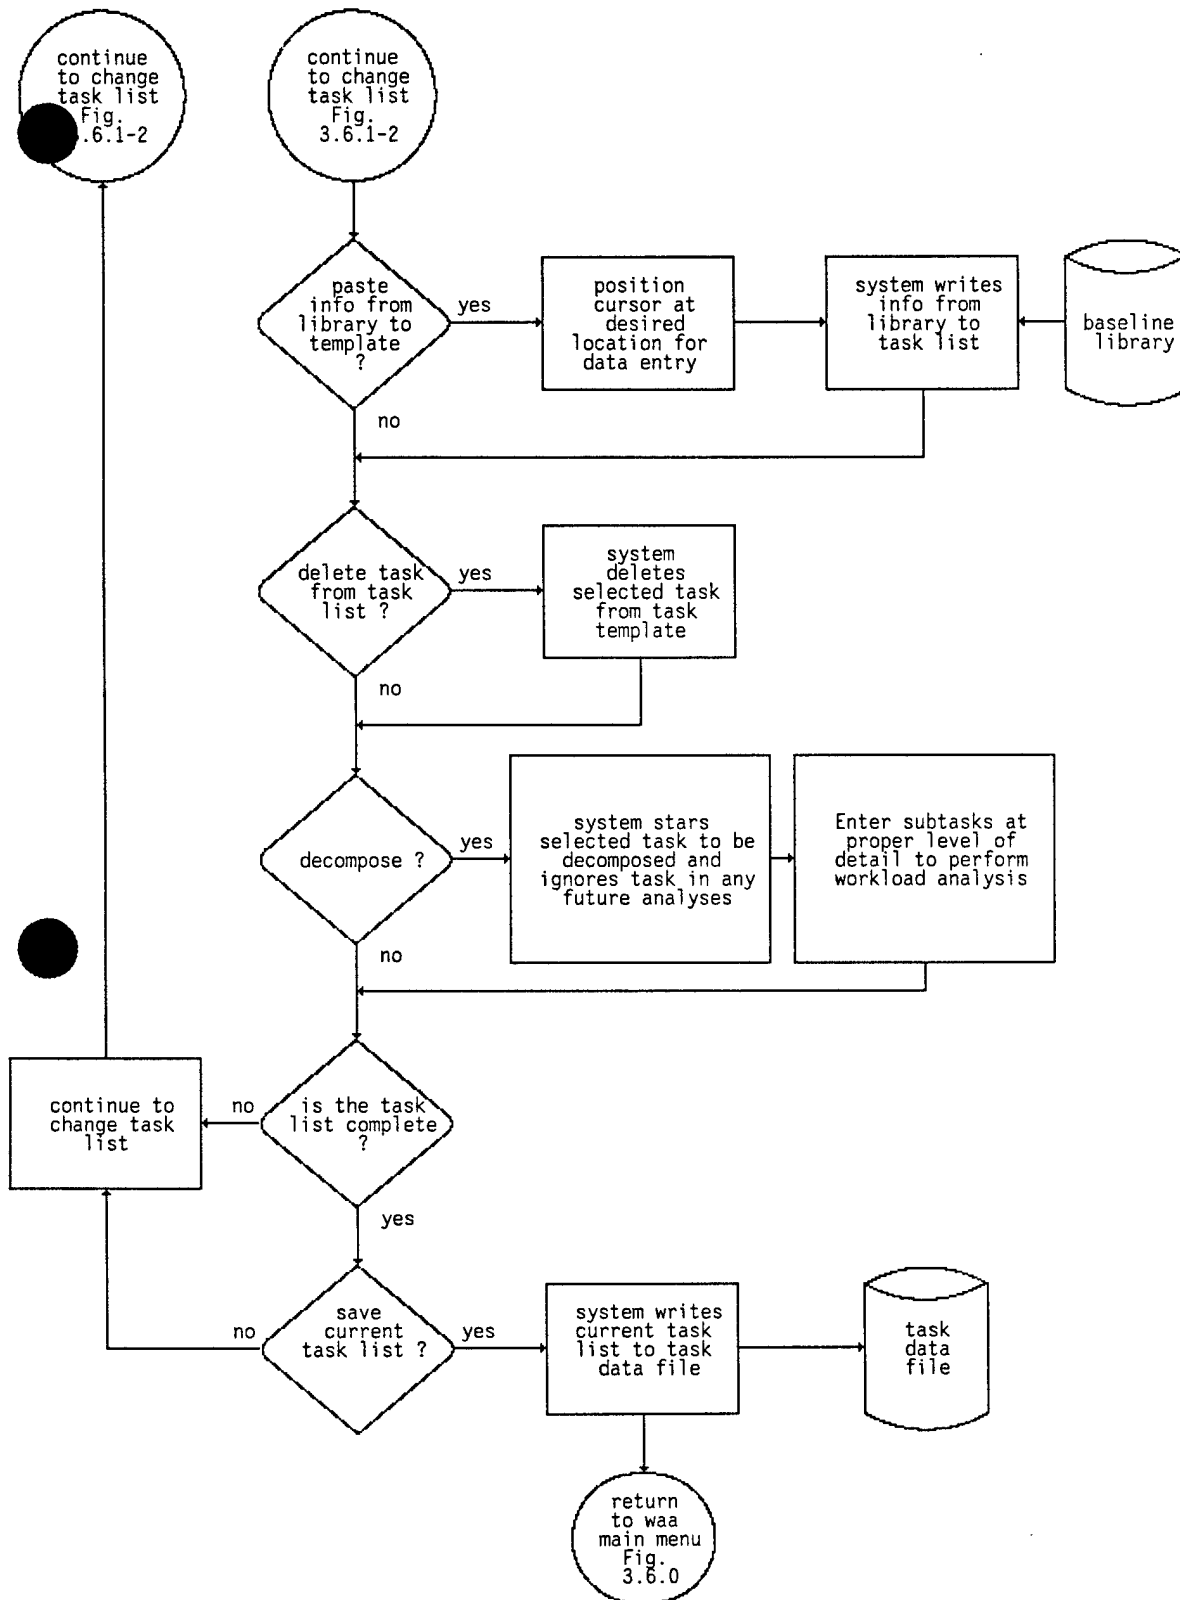 continue
to change
task list
Fig.
.6.1-2
continue
to change
task list
Fig.
3.6.1-2
paste
info from
library to
template
?
yes
position
cursor at
desired
location for
data entry
system writes
info from
library to
task list
baseline
library
no
delete task
from task
list ?
yes
system
deletes
selected task
from task
template
no
decompose ?
yes
system stars
selected task to be
decomposed and
ignores task in any
future analyses
Enter subtasks at
proper level of
detail to perform
workload analysis
no
continue to
change task
list
no
is the task
list complete
?
yes
no
save
current
task list ?
yes
system writes
current task
list to task
data file
task
data
file
return
to waa
main menu
Fig.
3.6.0